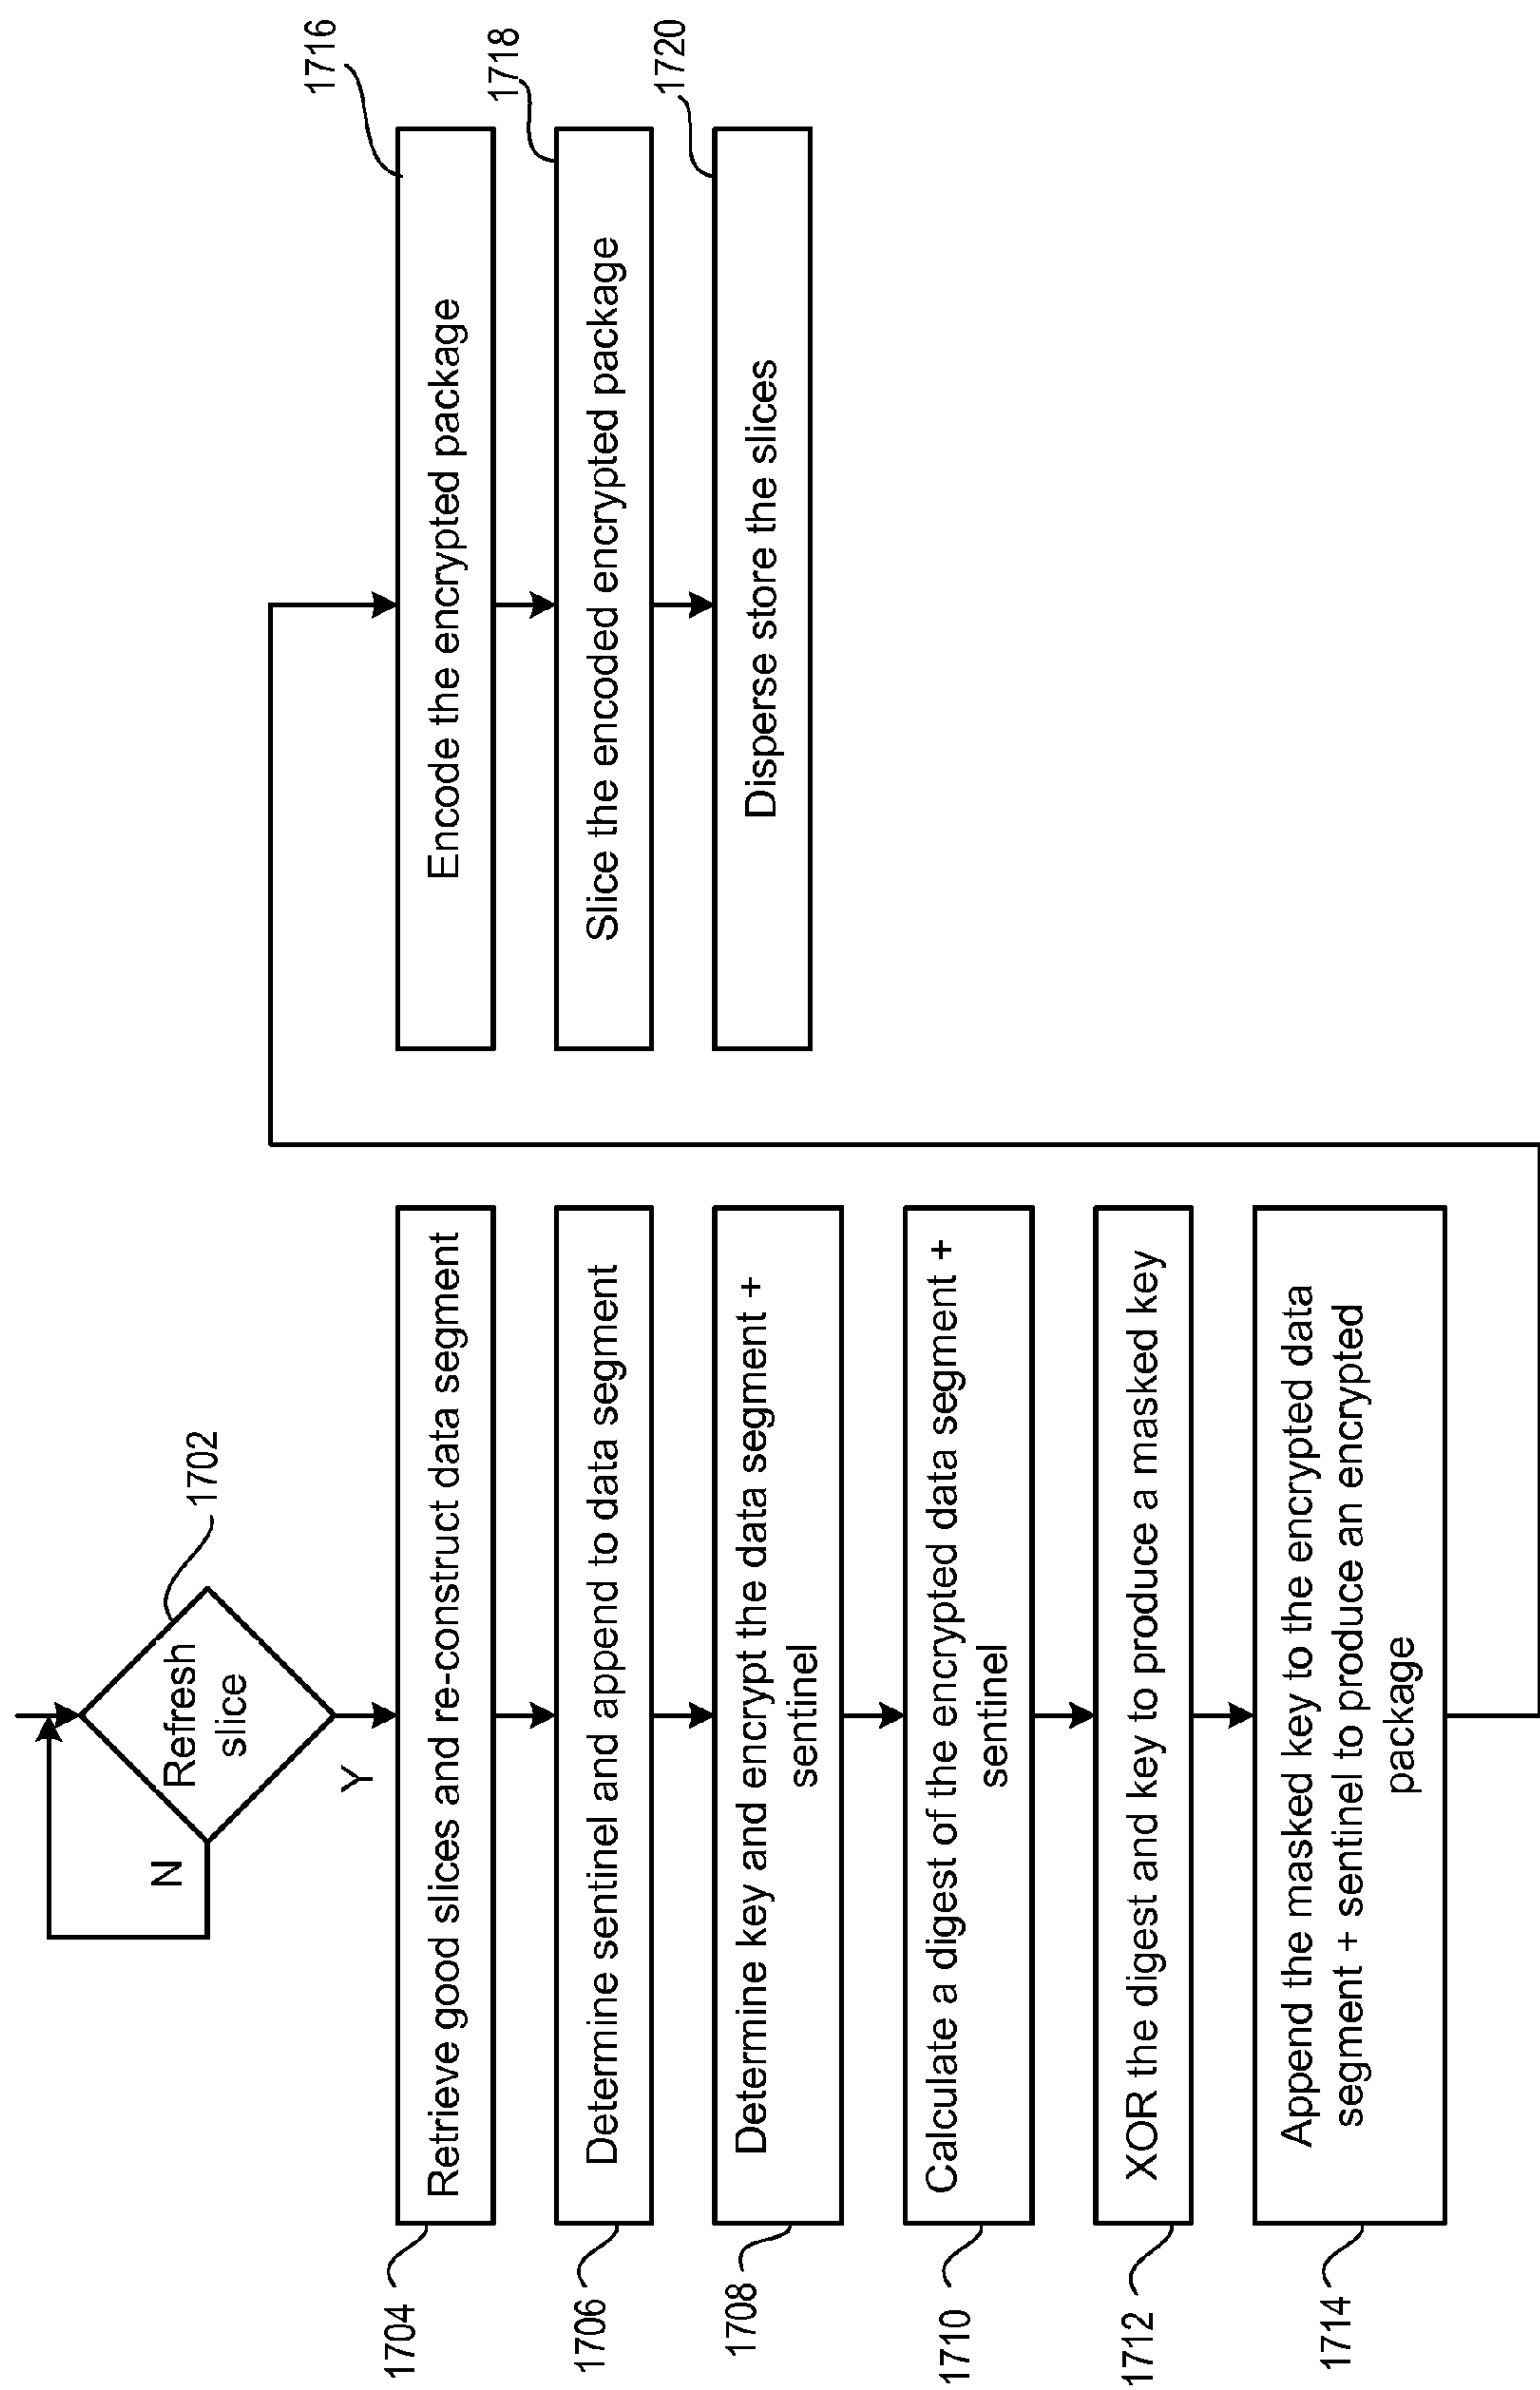 Refresh
slice
1702
N
Y
1704
Retrieve good slices and re-construct data segment
1706
Determine sentinel and append to data segment
1708
Determine key and encrypt the data segment +
sentinel
1710
Calculate a digest of the encrypted data segment +
sentinel
1712
XOR the digest and key to produce a masked key
1714
Append the masked key to the encrypted data
segment + sentinel to produce an encrypted
package
1716
Encode the encrypted package
1718
Slice the encoded encrypted package
1720
Disperse store the slices